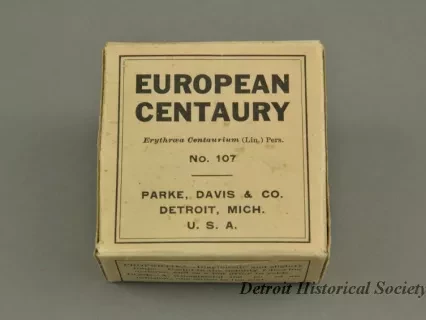 EUROPEAN
CENTAURY
Erythræa Centaurium (Lin,) Pers.
No. 107
PARKE, DAVIS & CO.
DETROIT, MICH.
U. S. A.
Detroit Historical Society